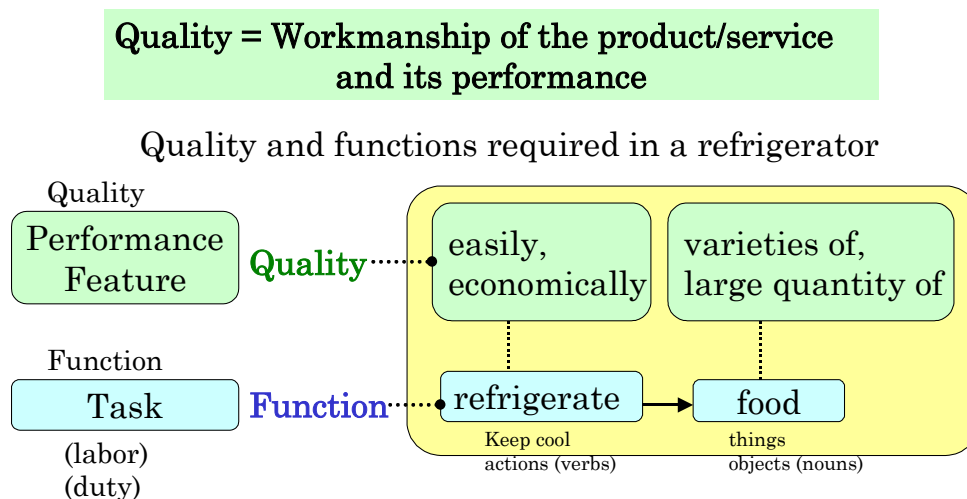 Quality = Workmanship of the product/service
and its performance
Quality and functions required in a refrigerator
Quality
Performance
Feature
Quality
easily,
economically
varieties of,
large quantity of
Function
Task
(labor)
(duty)
Function
refrigerate
food
Keep cool
actions (verbs)
things
objects (nouns)